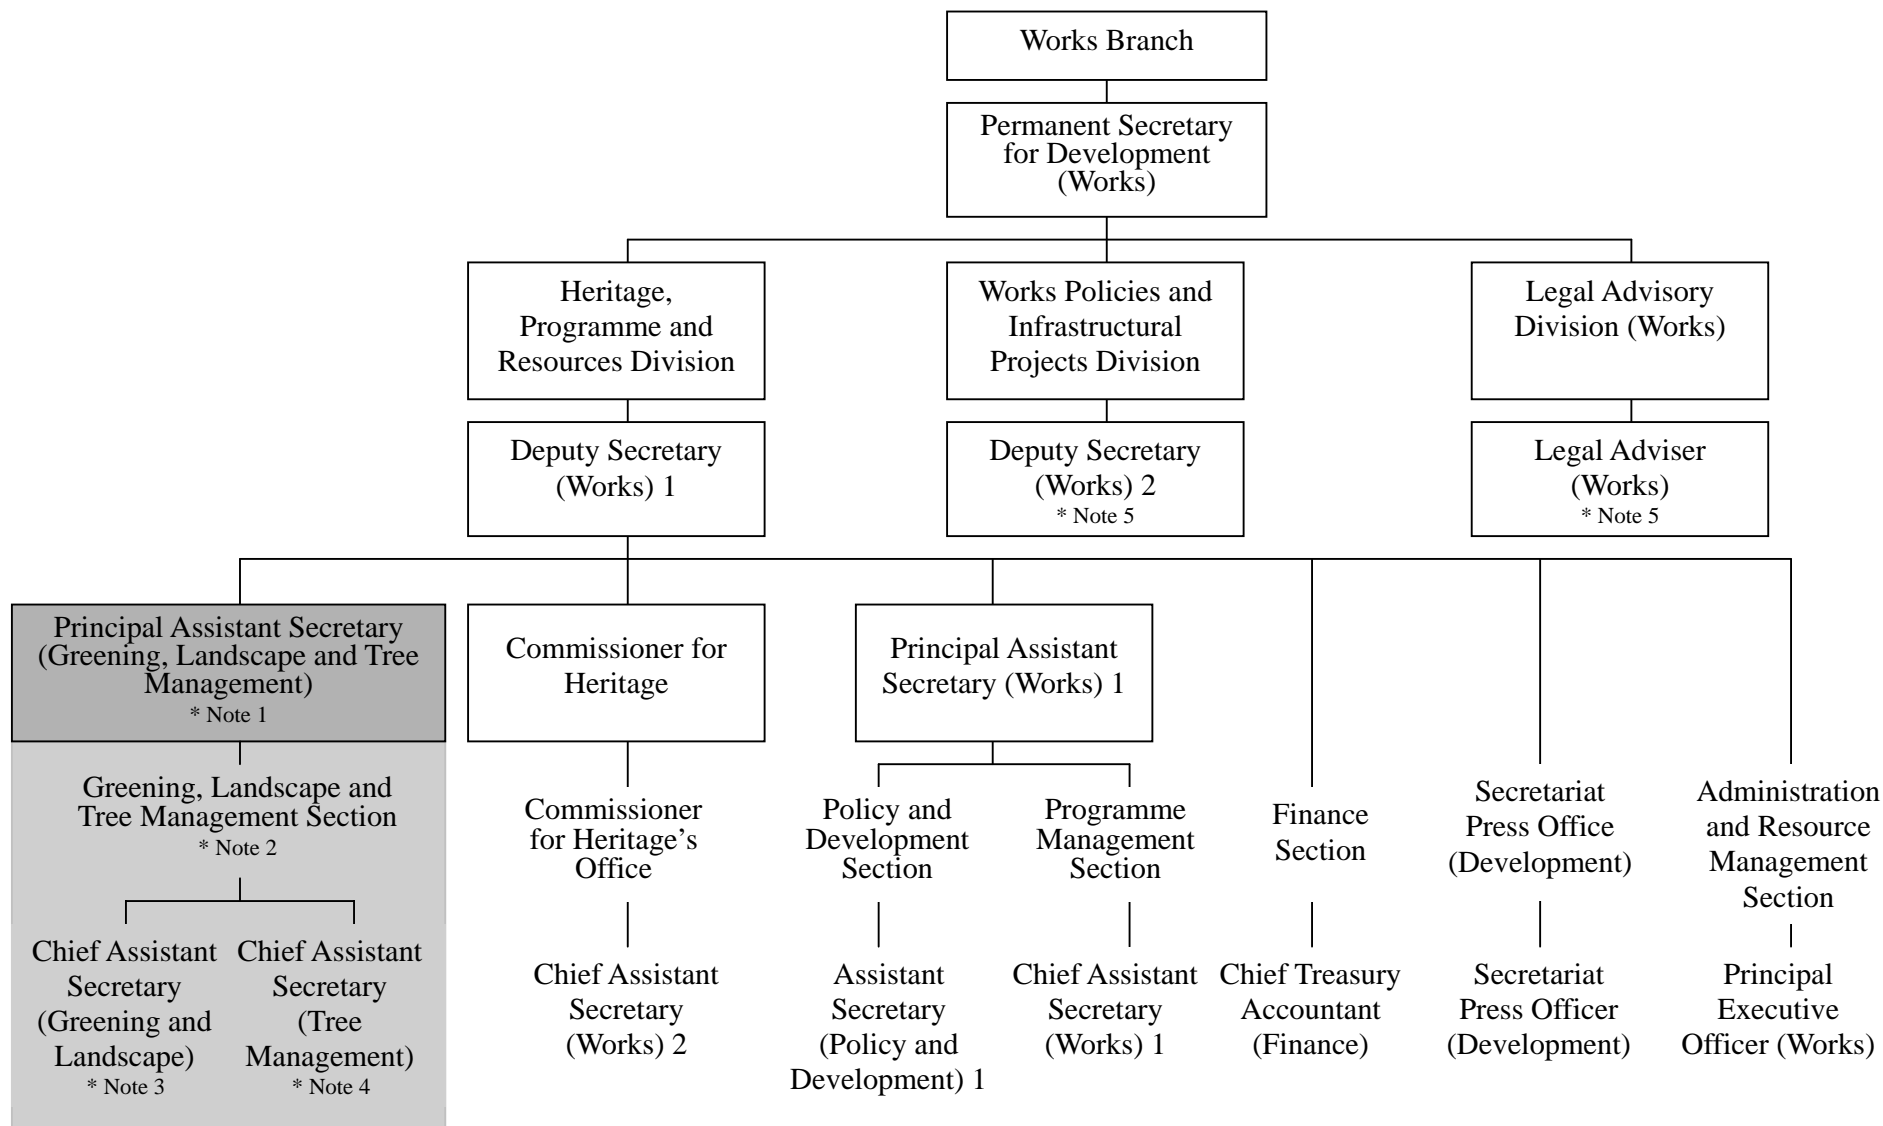 Works Branch
Permanent Secretary
for Development
(Works)
Heritage,
Programme and
Resources Division
Works Policies and
Infrastructural
Projects Division
Legal Advisory
Division (Works)
Deputy Secretary
(Works) 1
Deputy Secretary
(Works) 2
* Note 5
Legal Adviser
(Works)
* Note 5
Principal Assistant Secretary
(Greening, Landscape and Tree
Management)
* Note 1
Commissioner for
Heritage
Principal Assistant
Secretary (Works) 1
Greening, Landscape and
Tree Management Section
* Note 2
Commissioner
for Heritage’s
Office
Policy and
Development
Section
Programme
Management
Section
Finance
Section
Secretariat
Press Office
(Development)
Administration
and Resource
Management
Section
Chief Assistant
Secretary
(Greening and
Landscape)
* Note 3
Chief Assistant
Secretary
(Tree
Management)
* Note 4
Chief Assistant
Secretary
(Works) 2
Assistant
Secretary
(Policy and
Development) 1
Chief Assistant
Secretary
(Works) 1
Chief Treasury
Accountant
(Finance)
Secretariat
Press Officer
(Development)
Principal
Executive
Officer (Works)